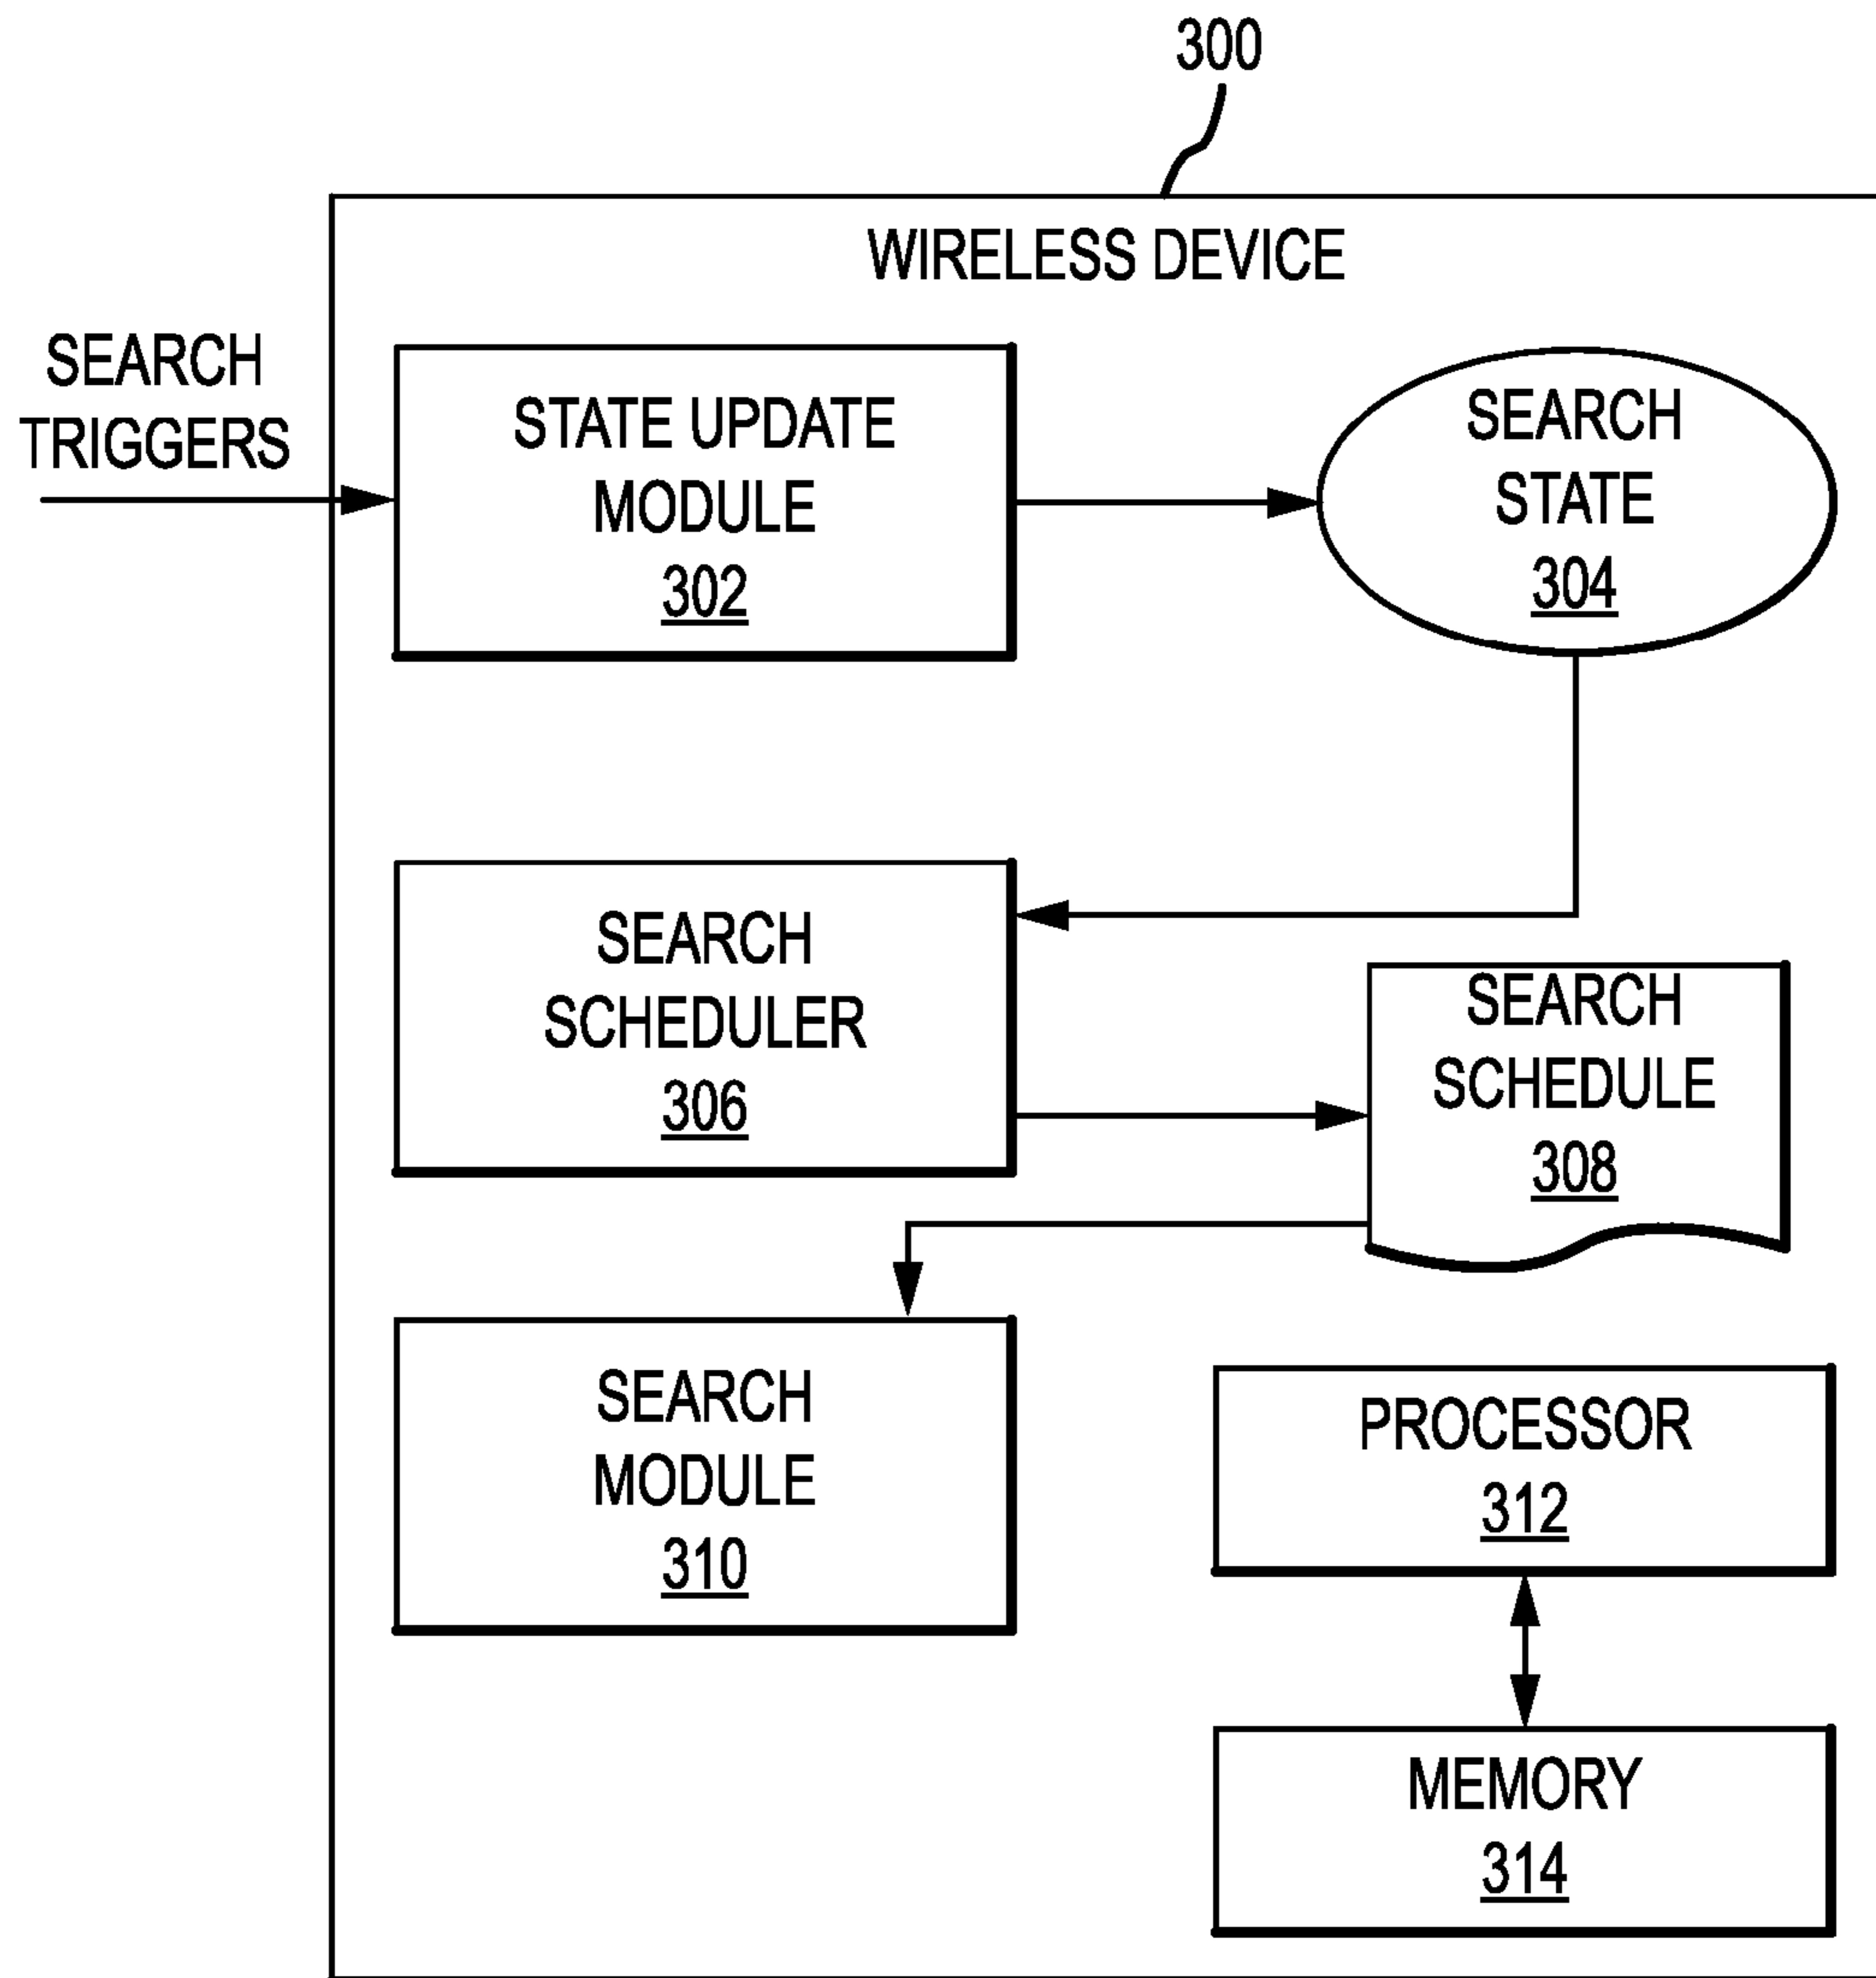 300
WIRELESS DEVICE
SEARCH
TRIGGERS
STATE UPDATE
MODULE
302
SEARCH
STATE
304
SEARCH
SCHEDULER
306
SEARCH
SCHEDULE
308
SEARCH
MODULE
310
PROCESSOR
312
MEMORY
314